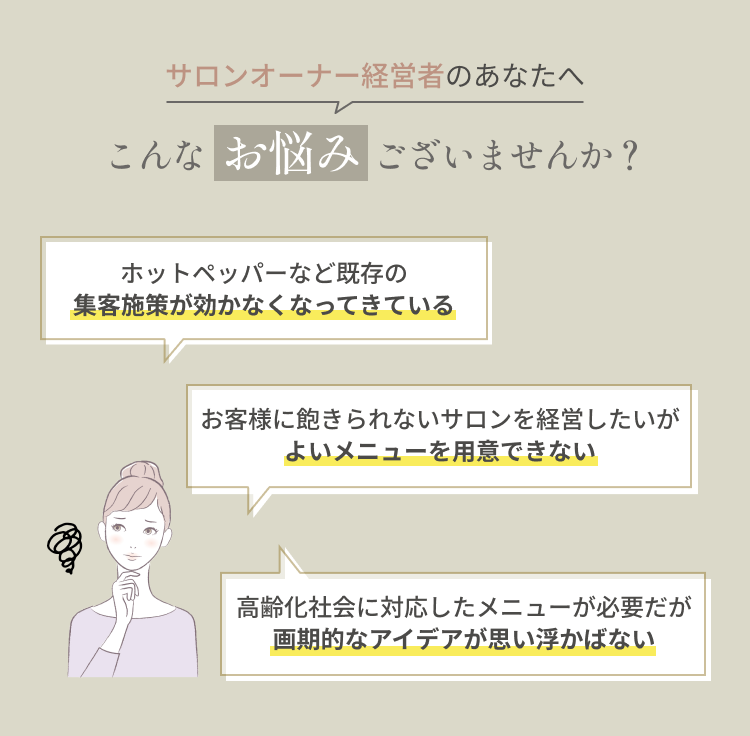 サロンオーナー経営者のあなたへ
こんな お悩み ございませんか？
ホットペッパーなど既存の
集客施策が効かなくなってきている
お客様に飽きられないサロンを経営したいが
よいメニューを用意できない
高齢化社会に対応したメニューが必要だが
画期的なアイデアが思い浮かばない